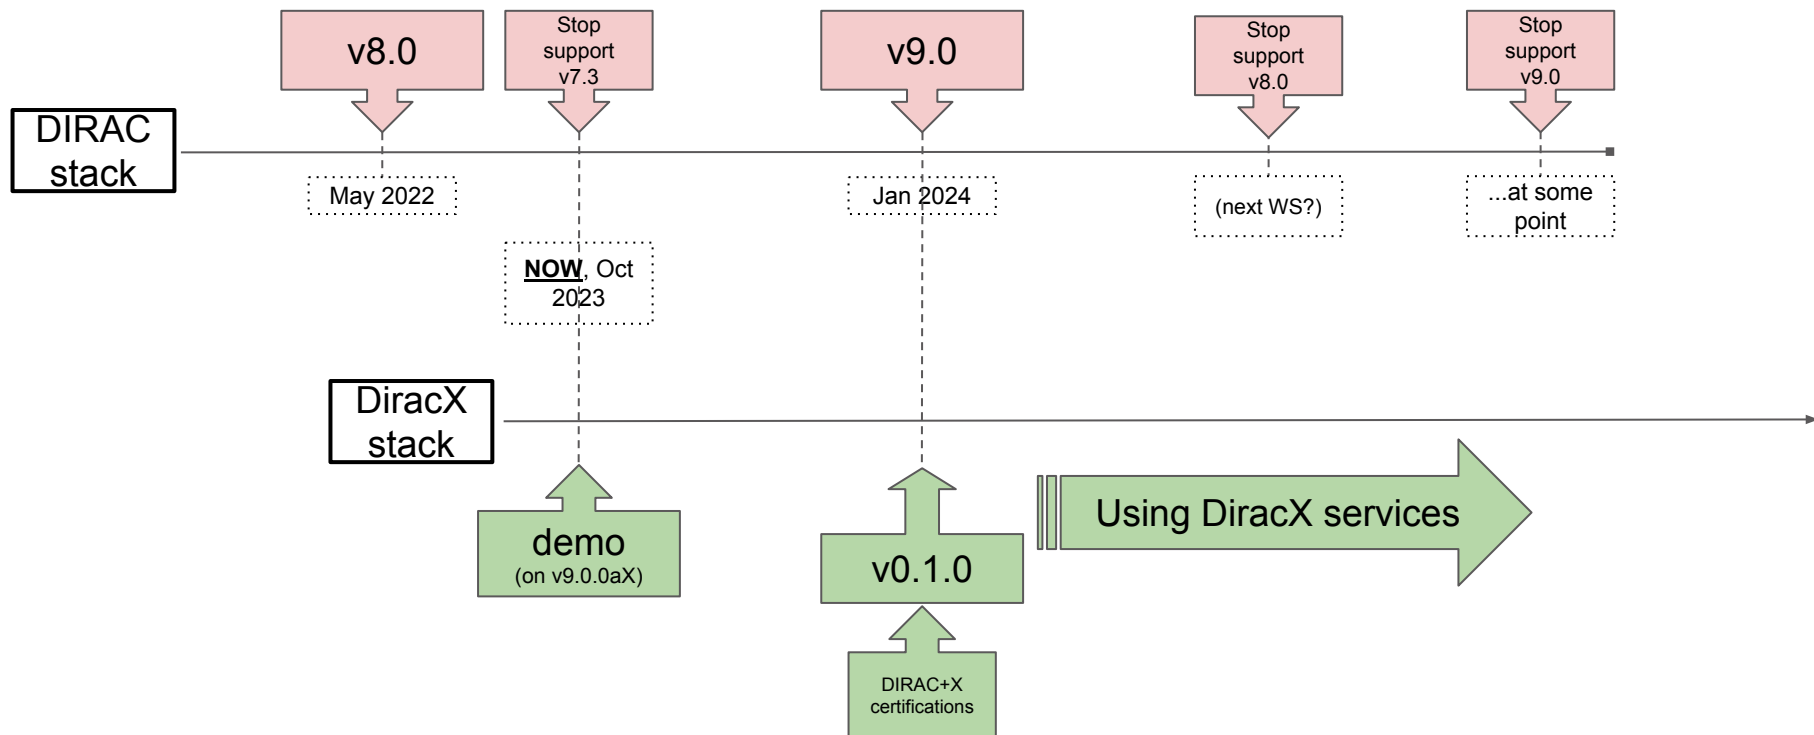 v8.0
Stop
support
v7.3
v9.0
Stop
support
v8.0
Stop
support
v9.0
DIRAC
stack
May 2022
Jan 2024
(next WS?)
...at some
point
NOW, Oct
2023
DiracX
stack
demo
(on v9.0.0aX)
v0.1.0
Using DiracX services
DIRAC+X
certifications